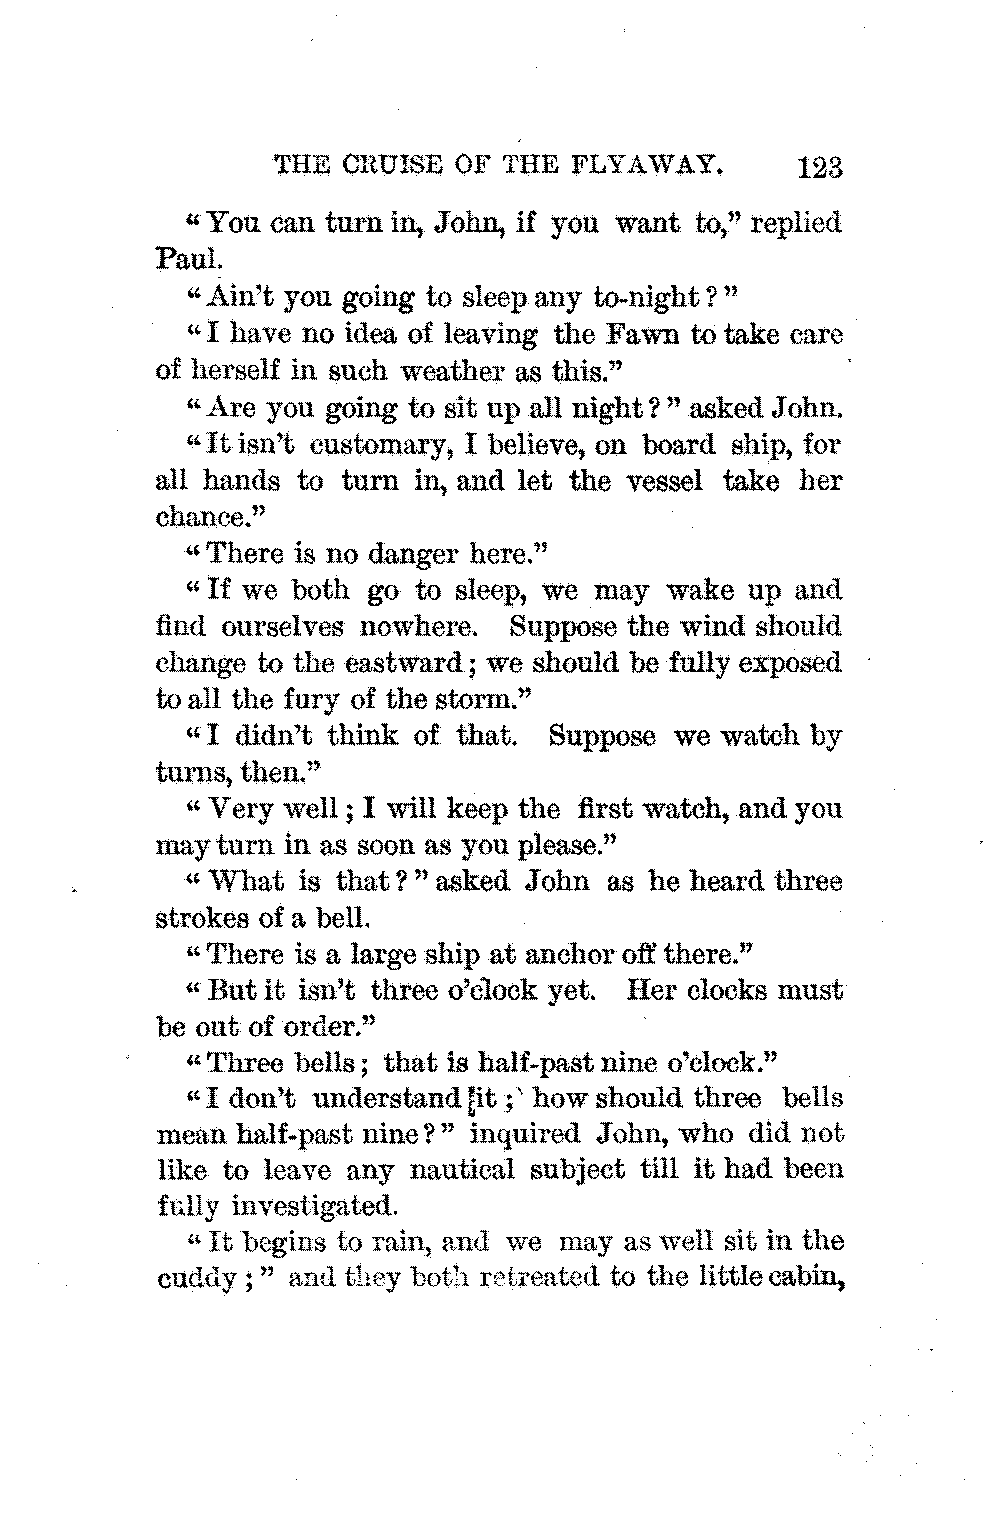 THE CRUISE OF THE FLYAWAY. 123
“You can turn in, John, if you want to,” replied
Paul.
“Ain't you going to sleep any to-night?”
“I have no idea of leaving the Fawn to take care
of herself in such weather as this.”
“Are you going to sit up all night?” asked John.
“It isn't customary, I believe, on board ship, for
all hands to turn in, and let the vessel take her
chance.”
“There is no danger here.”
“If we both go to sleep, we may wake up and
find ourselves nowhere. Suppose the wind should
change to the eastward; we should be fully exposed
to all the fury of the storm.”
“I didn't think of that. Suppose we watch by
turns, then.”
“Very well; I will keep the first watch, and you
may turn in as soon as you please.”
“What is that?” asked John as he heard three
strokes of a bell.
“There is a large ship at anchor off there.”
“But it isn't three o'clock yet. Her clocks must
be out of order.”
“Three bells; that is half-past nine o'clock.”
“I don't understand it; how should three bells
mean half-past nine?” inquired John, who did not
like to leave any nautical subject till it had been
fully investigated.
“It begins to rain, and we may as well sit in the
cuddy;” and they both retreated to the little cabin,